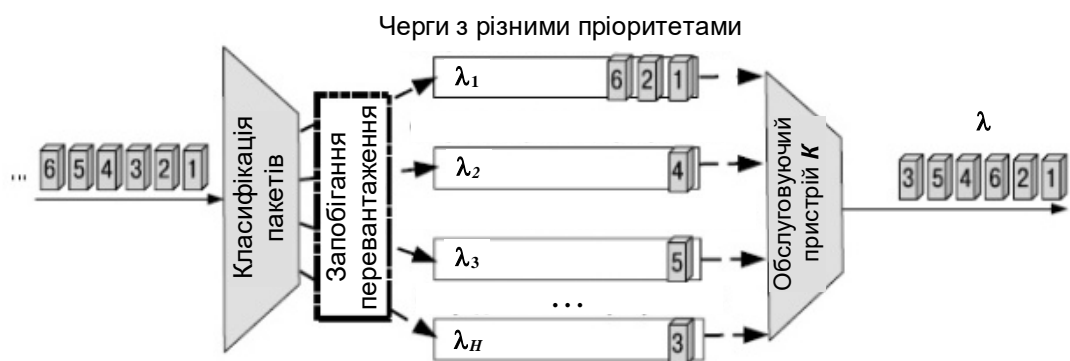 Черги з різними пріоритетами
... 6 5 4 3 2 1
Класифікація
пакетів
Запобігання
перевантаження
λ1 6 2 1
λ2 4
λ3 5
...
λH 3
Обслуговуючий
пристрій K
λ
3 5 4 6 2 1